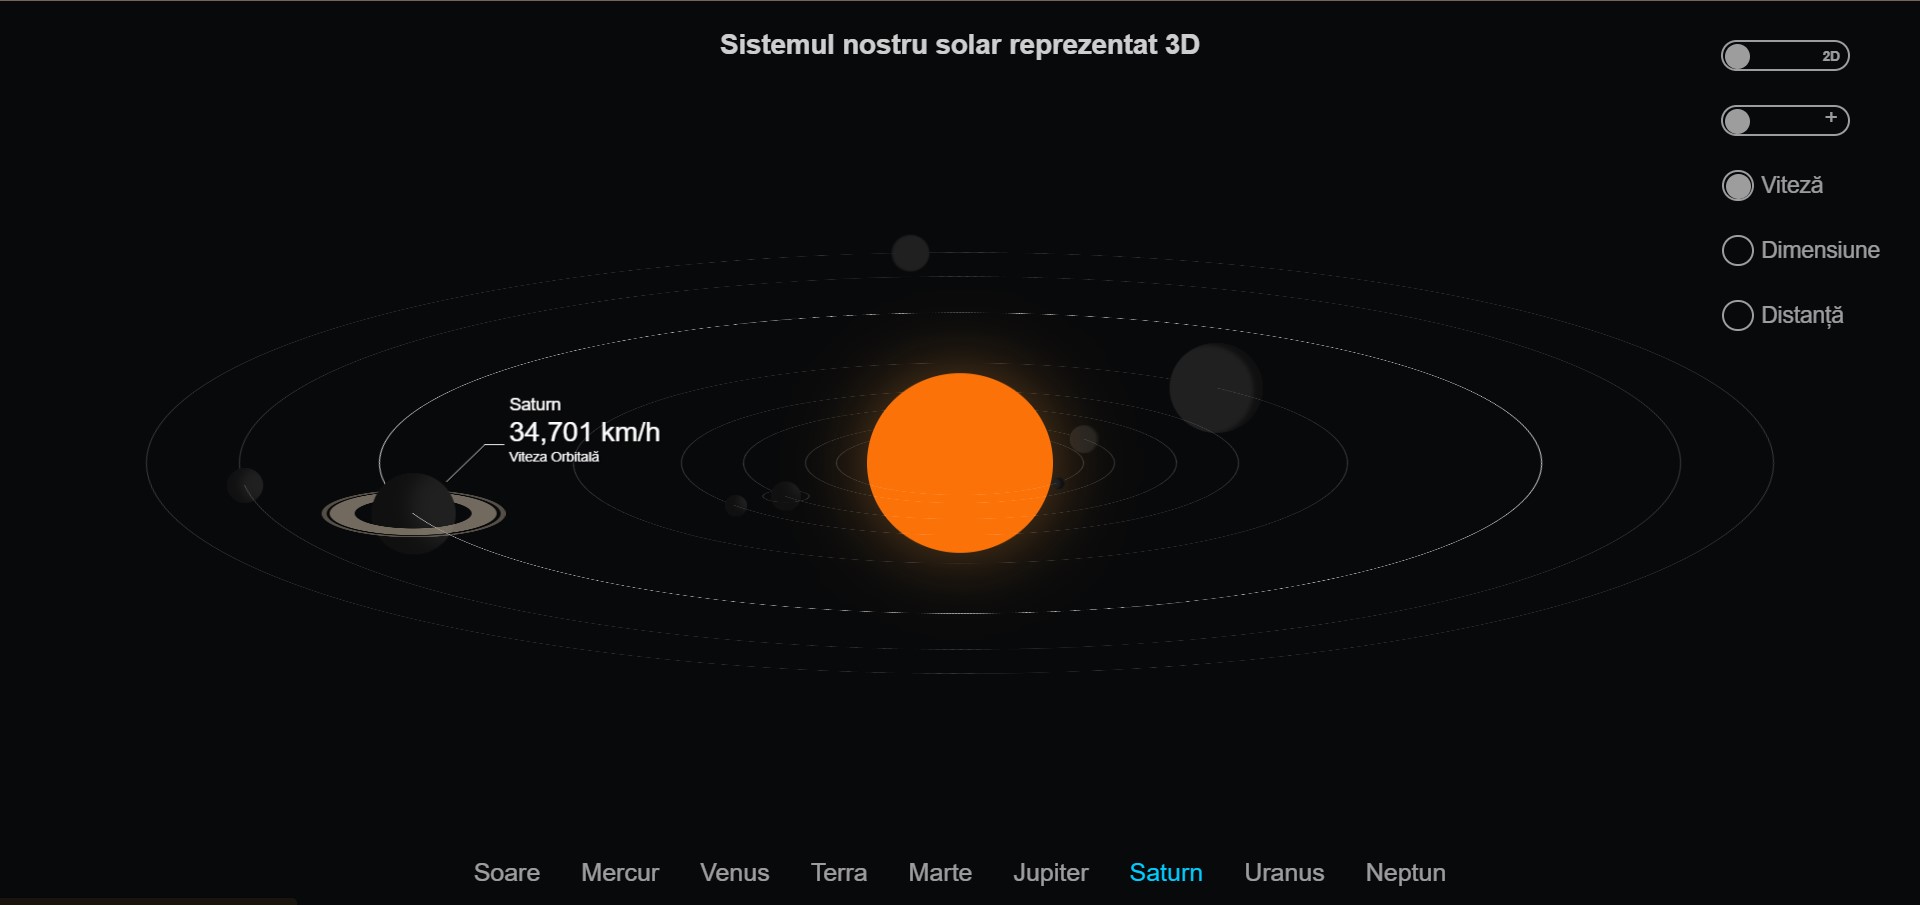 Sistemul nostru solar reprezentat 3D
2D
+
Viteză
Dimensiune
Distanță
Saturn
34,701 km/h
Viteza Orbitală
Soare Mercur Venus Terra Marte Jupiter Saturn Uranus Neptun